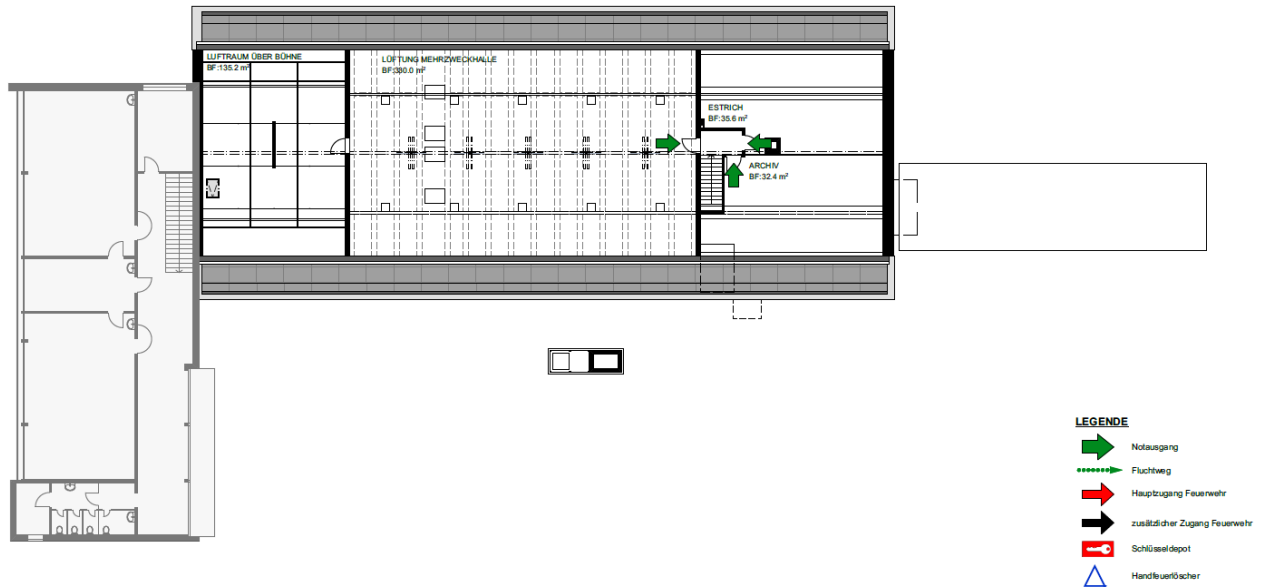 LUFTRAUM ÜBER BÜHNE
BF:135.2 m²
LÜFTUNG MEHRZWECKHALLE
BF:330.0 m²
ESTRICH
BF:35.6 m²
ARCHIV
BF:32.4 m²
LEGENDE
Notausgang
Fluchtweg
Hauptzugang Feuerwehr
zusätzlicher Zugang Feuerwehr
Schlüsseldepot
Handfeuerlöscher